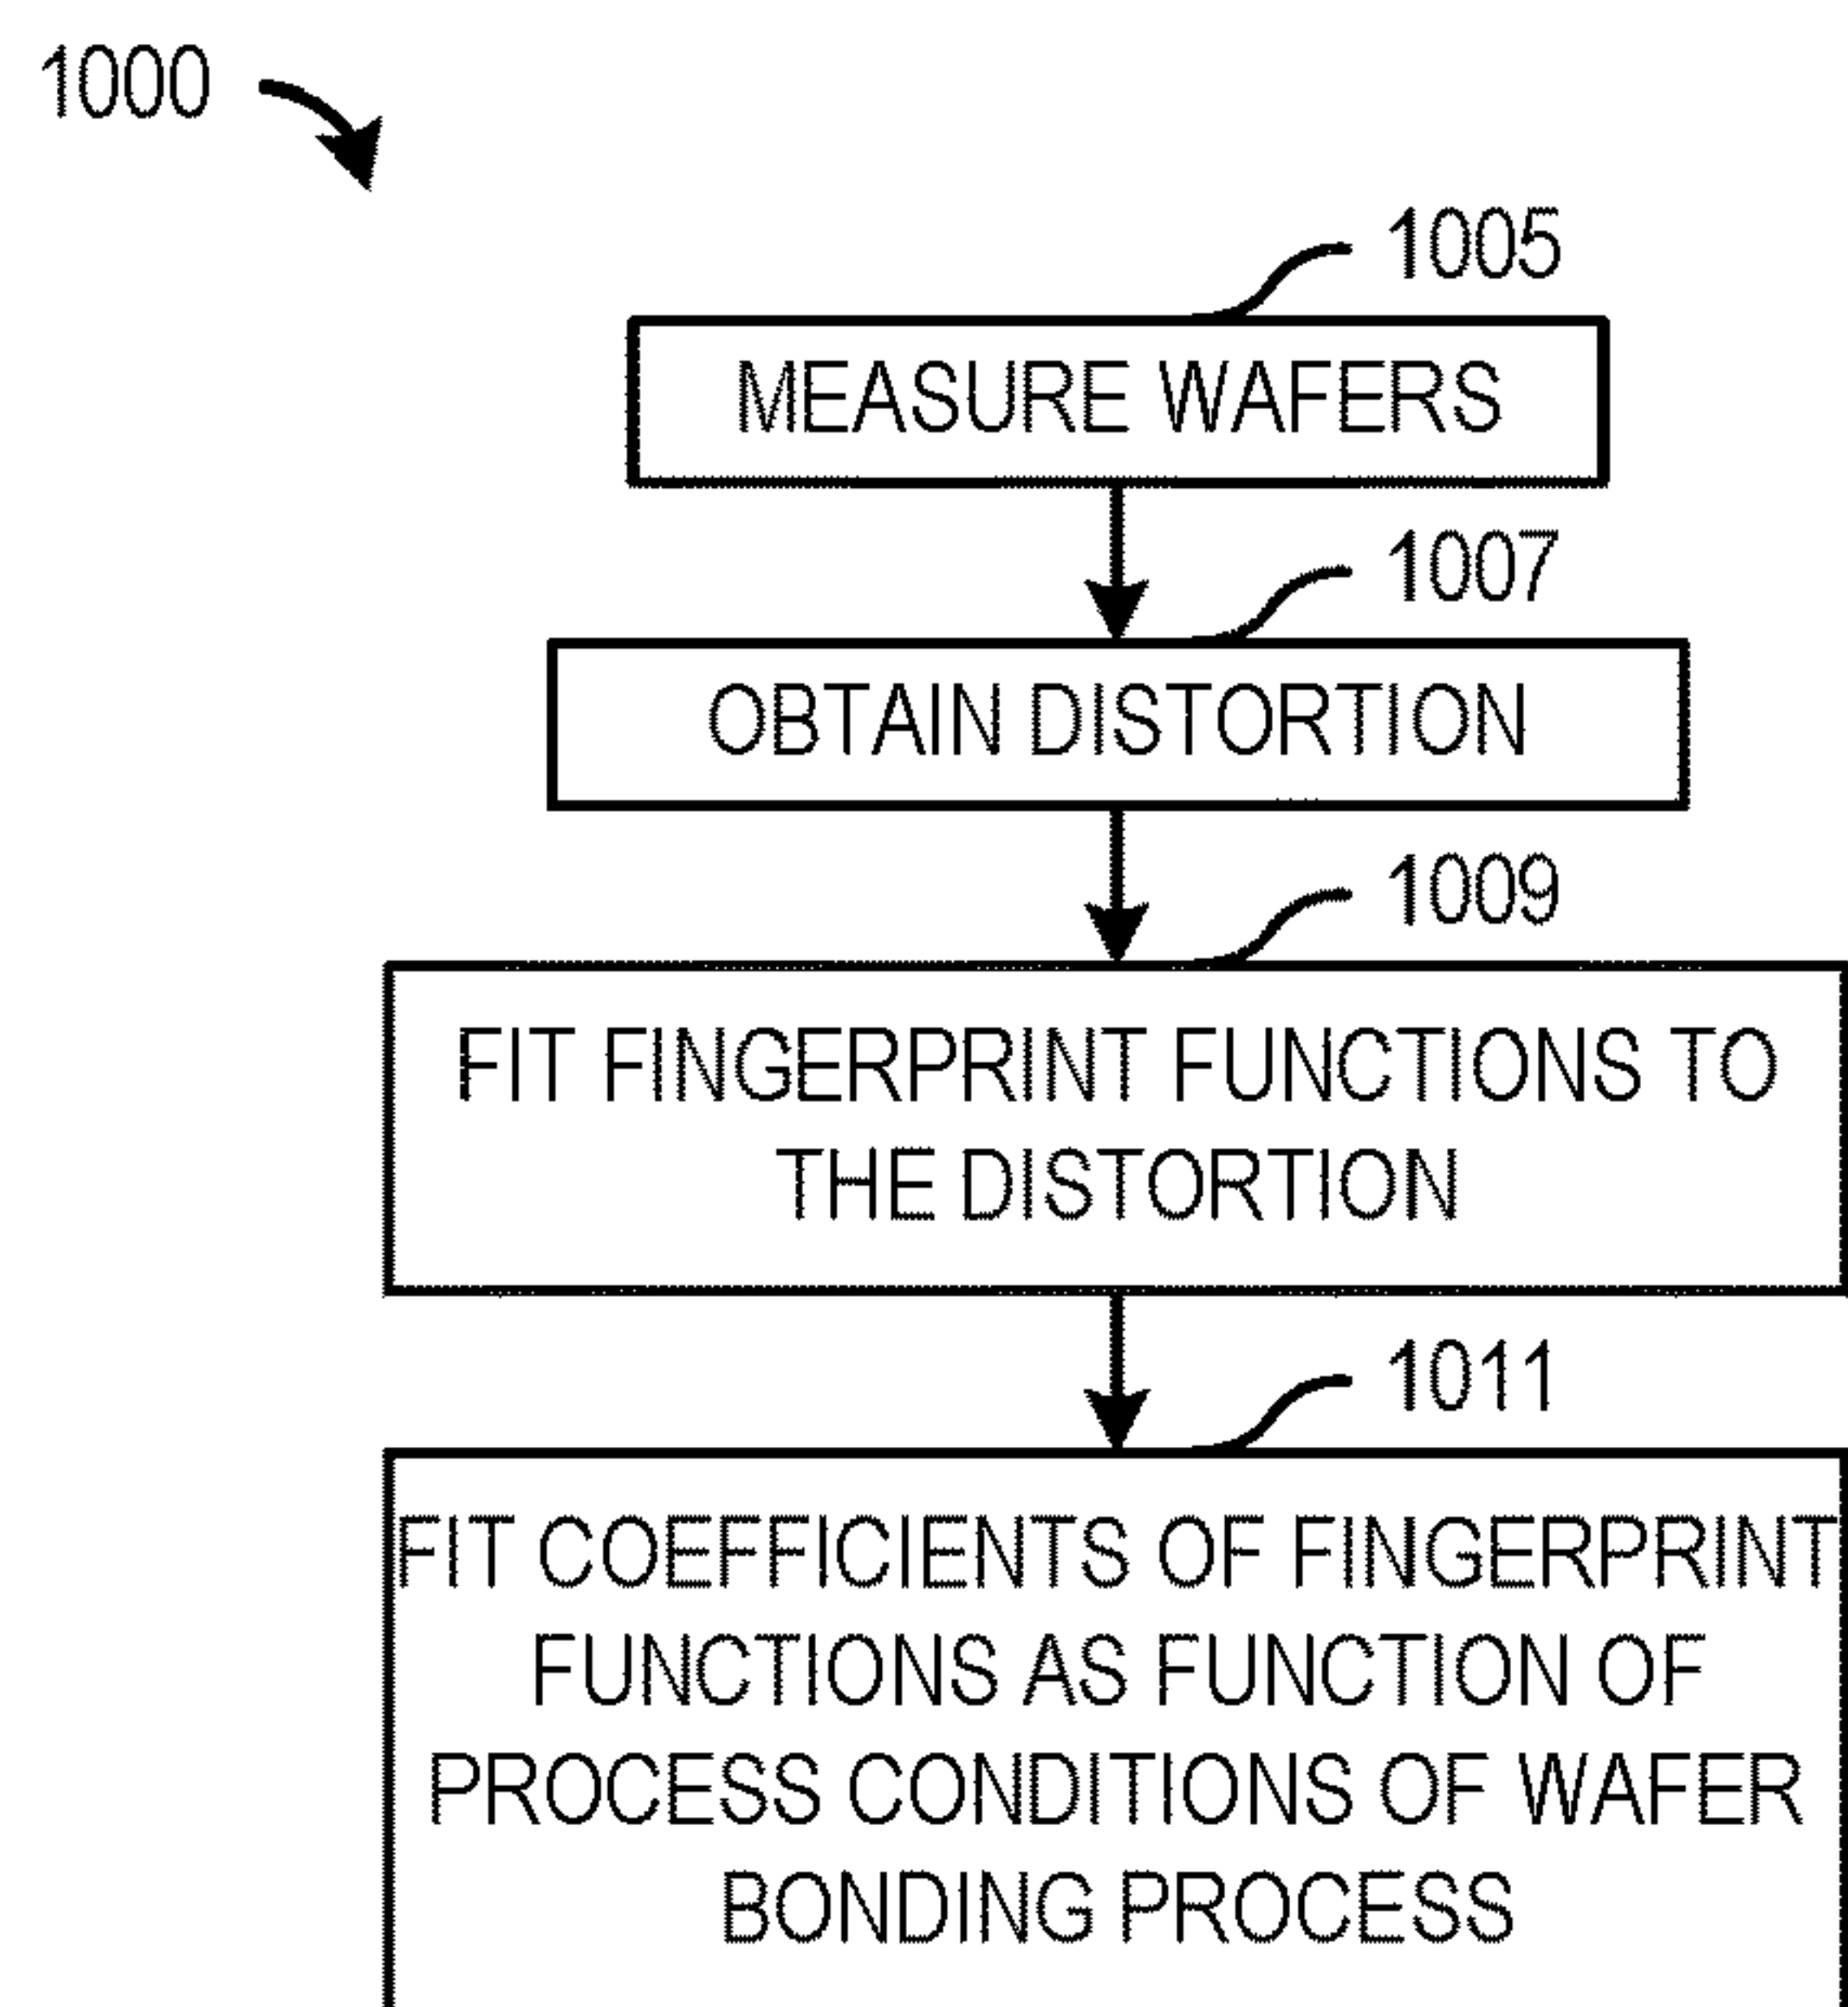 1000
1005
MEASURE WAFERS
1007
OBTAIN DISTORTION
1009
FIT FINGERPRINT FUNCTIONS TO
THE DISTORTION
1011
FIT COEFFICIENTS OF FINGERPRINT
FUNCTIONS AS FUNCTION OF
PROCESS CONDITIONS OF WAFER
BONDING PROCESS